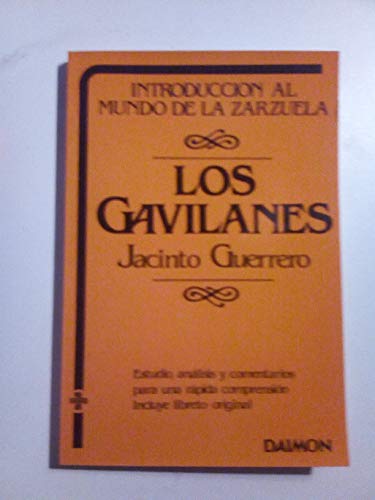 INTRODUCCION AL
MUNDO DE LA ZARZUELA
LOS
GAVILANES
Jacinto Guerrero
Estudio, análisis y comentarios
para una rápida comprensión
Incluye libreto original
DAIMON